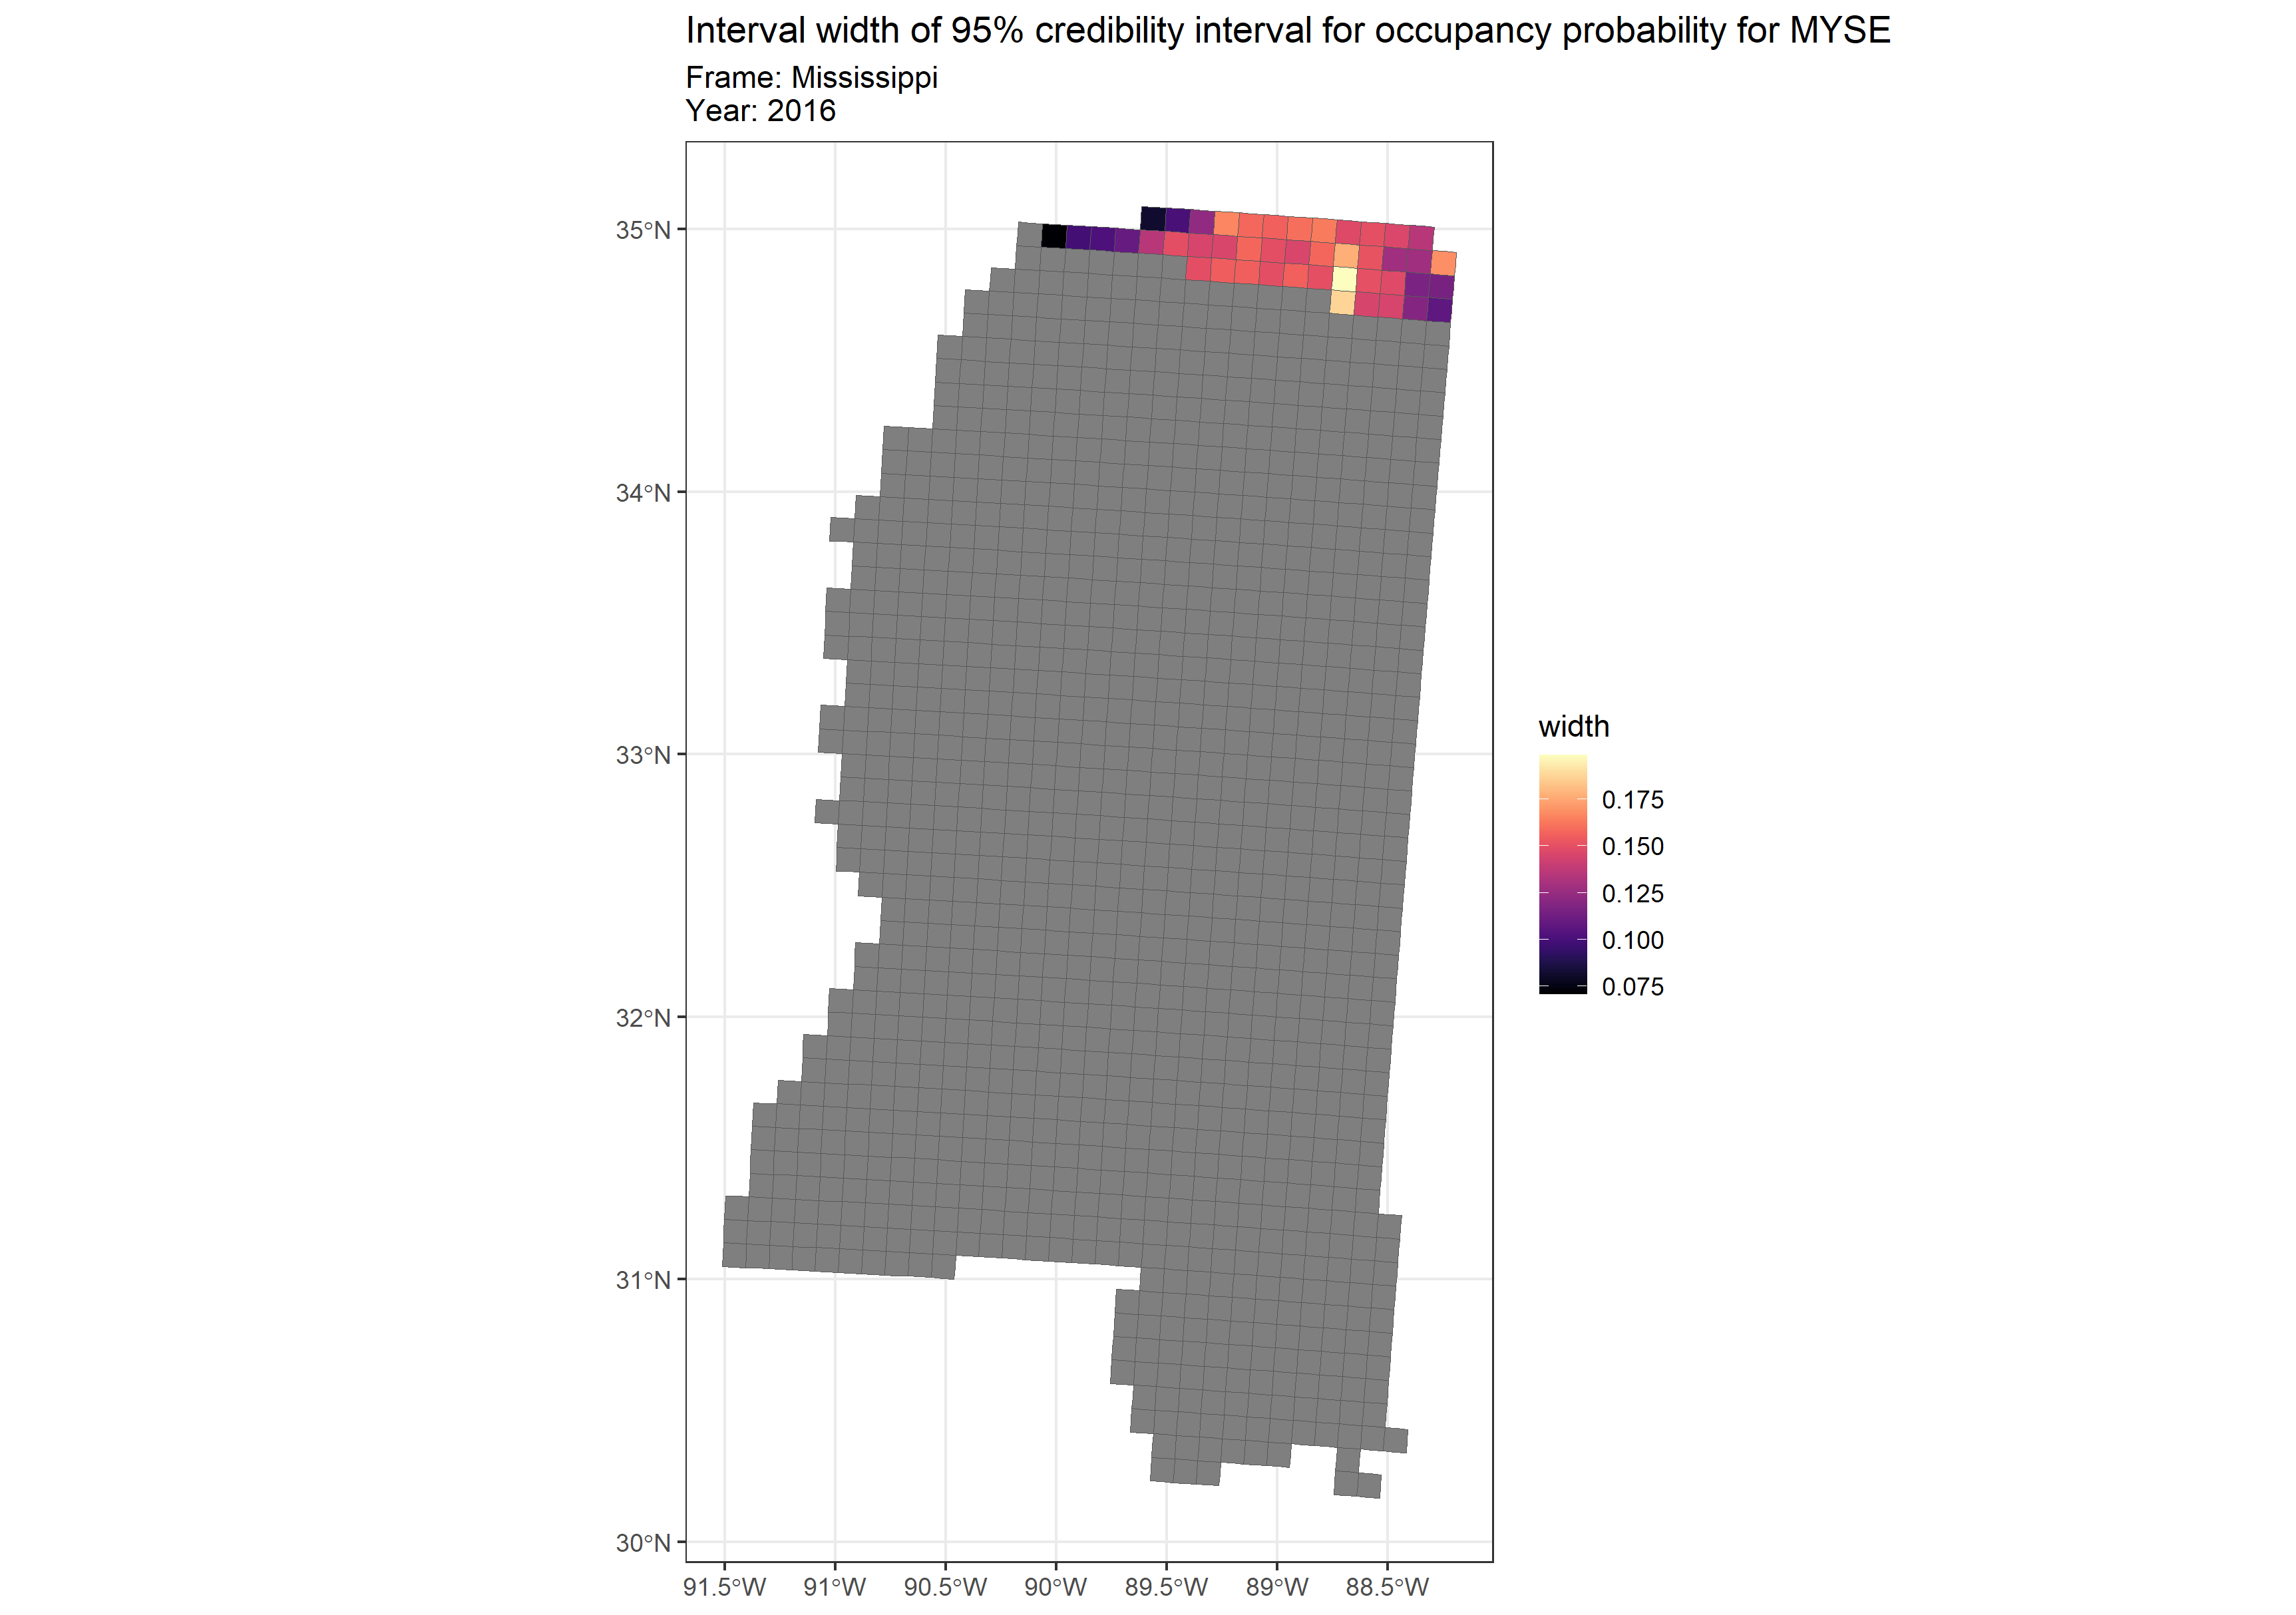 Interval width of 95% credibility interval for occupancy probability for MYSE
Frame: Mississippi
Year: 2016
35°N
34°N
33°N
32°N
31°N
30°N
91.5°W
91°W
90.5°W
90°W
89.5°W
89°W
88.5°W
width
0.175
0.150
0.125
0.100
0.075